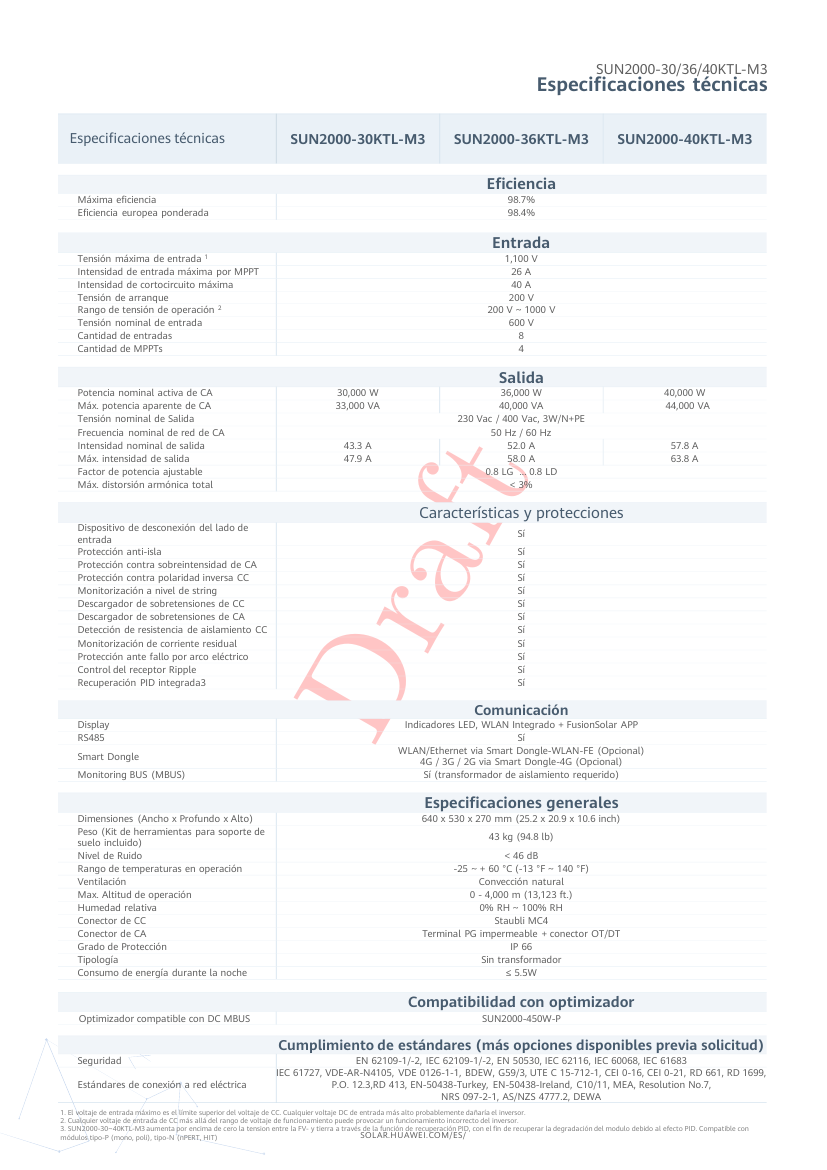 SUN2000-30/36/40KTL-M3
Especificaciones técnicas
Especificaciones técnicas SUN2000-30KTL-M3 SUN2000-36KTL-M3 SUN2000-40KTL-M3
Eficiencia
Máxima eficiencia 98.7%
Eficiencia europea ponderada 98.4%
Entrada
Tensión máxima de entrada ¹ 1,100 V
Intensidad de entrada máxima por MPPT 26 A
Intensidad de cortocircuito máxima 40 A
Tensión de arranque 200 V
Rango de tensión de operación ² 200 V ~ 1000 V
Tensión nominal de entrada 600 V
Cantidad de entradas 8
Cantidad de MPPTs 4
Salida
Potencia nominal activa de CA 30,000 W 36,000 W 40,000 W
Máx. potencia aparente de CA 33,000 VA 40,000 VA 44,000 VA
Tensión nominal de Salida 230 Vac / 400 Vac, 3W/N+PE
Frecuencia nominal de red de CA 50 Hz / 60 Hz
Intensidad nominal de salida 43.3 A 52.0 A 57.8 A
Máx. intensidad de salida 47.9 A 58.0 A 63.8 A
Factor de potencia ajustable 0.8 LG ... 0.8 LD
Máx. distorsión armónica total < 3%
Draft
Características y protecciones
Dispositivo de desconexión del lado de
entrada Sí
Protección anti-isla Sí
Protección contra sobreintensidad de CA Sí
Protección contra polaridad inversa CC Sí
Monitorización a nivel de string Sí
Descargador de sobretensiones de CC Sí
Descargador de sobretensiones de CA Sí
Detección de resistencia de aislamiento CC Sí
Monitorización de corriente residual Sí
Protección ante fallo por arco eléctrico Sí
Control del receptor Ripple Sí
Recuperación PID integrada3 Sí
Comunicación
Display Indicadores LED, WLAN Integrado + FusionSolar APP
RS485 Sí
Smart Dongle WLAN/Ethernet via Smart Dongle-WLAN-FE (Opcional)
4G / 3G / 2G via Smart Dongle-4G (Opcional)
Monitoring BUS (MBUS) Sí (transformador de aislamiento requerido)
Especificaciones generales
Dimensiones (Ancho x Profundo x Alto) 640 x 530 x 270 mm (25.2 x 20.9 x 10.6 inch)
Peso (Kit de herramientas para soporte de
suelo incluido) 43 kg (94.8 lb)
Nivel de Ruido < 46 dB
Rango de temperaturas en operación -25 ~ + 60 °C (-13 °F ~ 140 °F)
Ventilación Convección natural
Max. Altitud de operación 0 - 4,000 m (13,123 ft.)
Humedad relativa 0% RH ~ 100% RH
Conector de CC Staubli MC4
Conector de CA Terminal PG impermeable + conector OT/DT
Grado de Protección IP 66
Tipología Sin transformador
Consumo de energía durante la noche ≤ 5.5W
Compatibilidad con optimizador
Optimizador compatible con DC MBUS SUN2000-450W-P
Cumplimiento de estándares (más opciones disponibles previa solicitud)
Seguridad EN 62109-1/-2, IEC 62109-1/-2, EN 50530, IEC 62116, IEC 60068, IEC 61683
Estándares de conexión a red eléctrica IEC 61727, VDE-AR-N4105, VDE 0126-1-1, BDEW, G59/3, UTE C 15-712-1, CEI 0-16, CEI 0-21, RD 661, RD 1699,
P.O. 12.3,RD 413, EN-50438-Turkey, EN-50438-Ireland, C10/11, MEA, Resolution No.7,
NRS 097-2-1, AS/NZS 4777.2, DEWA
1. El voltaje de entrada máximo es el límite superior del voltaje de CC. Cualquier voltaje DC de entrada más alto probablemente dañaría el inversor.
2. Cualquier voltaje de entrada de CC más allá del rango de voltaje de funcionamiento puede provocar un funcionamiento incorrecto del inversor.
3. SUN2000-30~40KTL-M3 aumenta por encima de cero la tension entre la FV- y tierra a través de la función de recuperación PID, con el fin de recuperar la degradación del modulo debido al efecto PID. Compatible con
módulos tipo-P (mono, poli), tipo-N (nPERT, HIT)
SOLAR.HUAWEI.COM/ES/